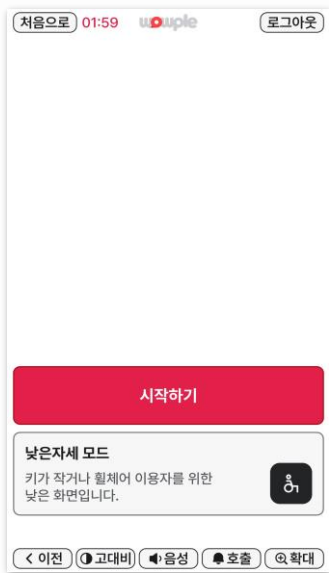 처음으로 01:59 wowple 로그아웃
시작하기
낮은자세 모드
키가 작거나 휠체어 이용자를 위한
낮은 화면입니다.
이전 고대비 음성 호출 확대